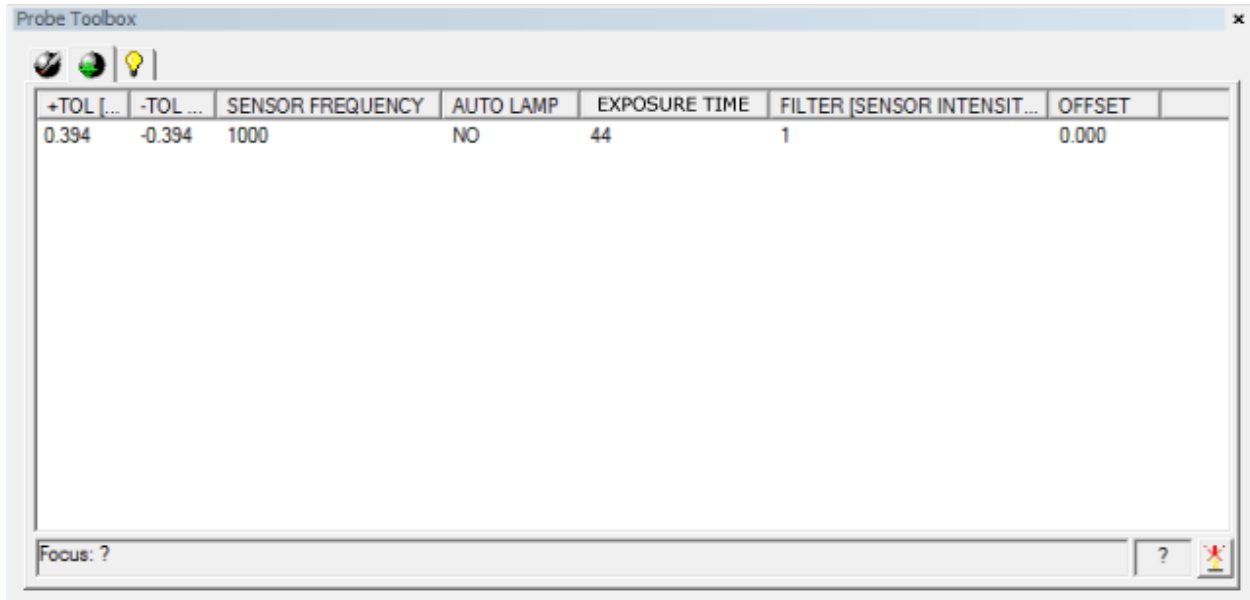 Probe Toolbox
+TOL [... -TOL ... SENSOR FREQUENCY AUTO LAMP EXPOSURE TIME FILTER [SENSOR INTENSIT... OFFSET
0.394 -0.394 1000 NO 44 1 0.000
Focus: ? ?